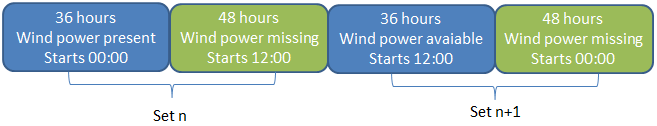 36 hours
Wind power present
Starts 00:00
48 hours
Wind power missing
Starts 12:00
36 hours
Wind power avaiable
Starts 12:00
48 hours
Wind power missing
Starts 00:00
Set n
Set n+1